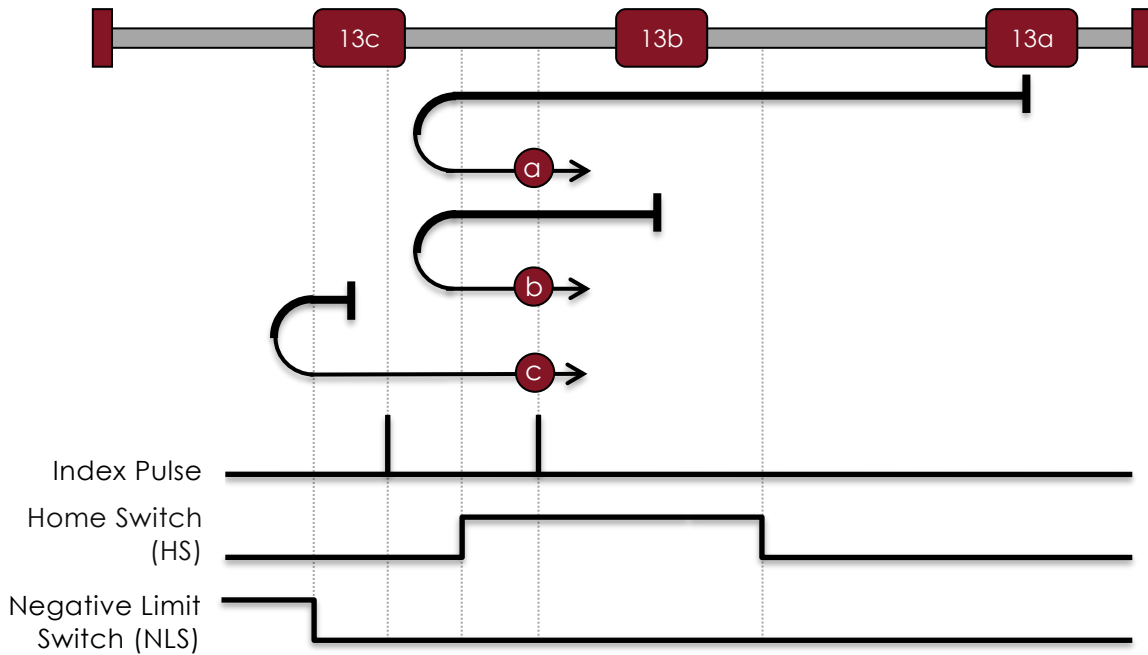 13c
13b
13a
a
b
c
Index Pulse
Home Switch
(HS)
Negative Limit
Switch (NLS)